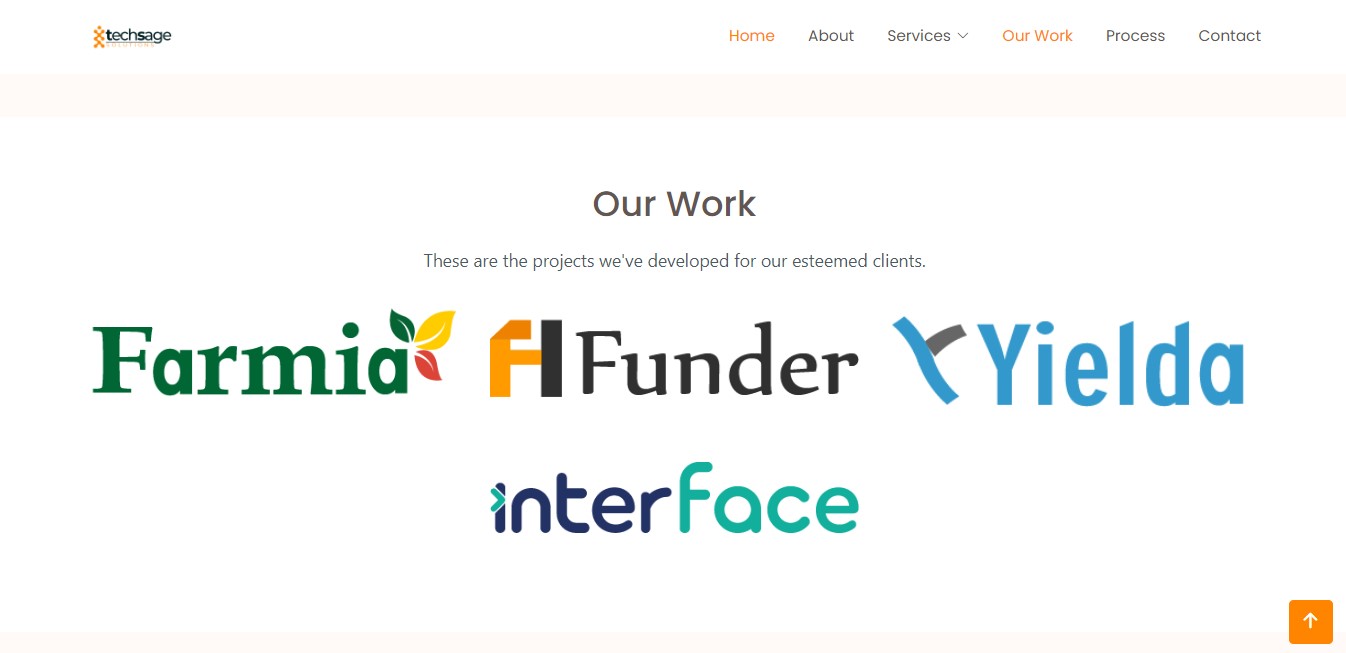 techsage
SOLUTIONS
Home About Services Our Work Process Contact
Our Work
These are the projects we've developed for our esteemed clients.
Farmia
Funder
Yielda
interface